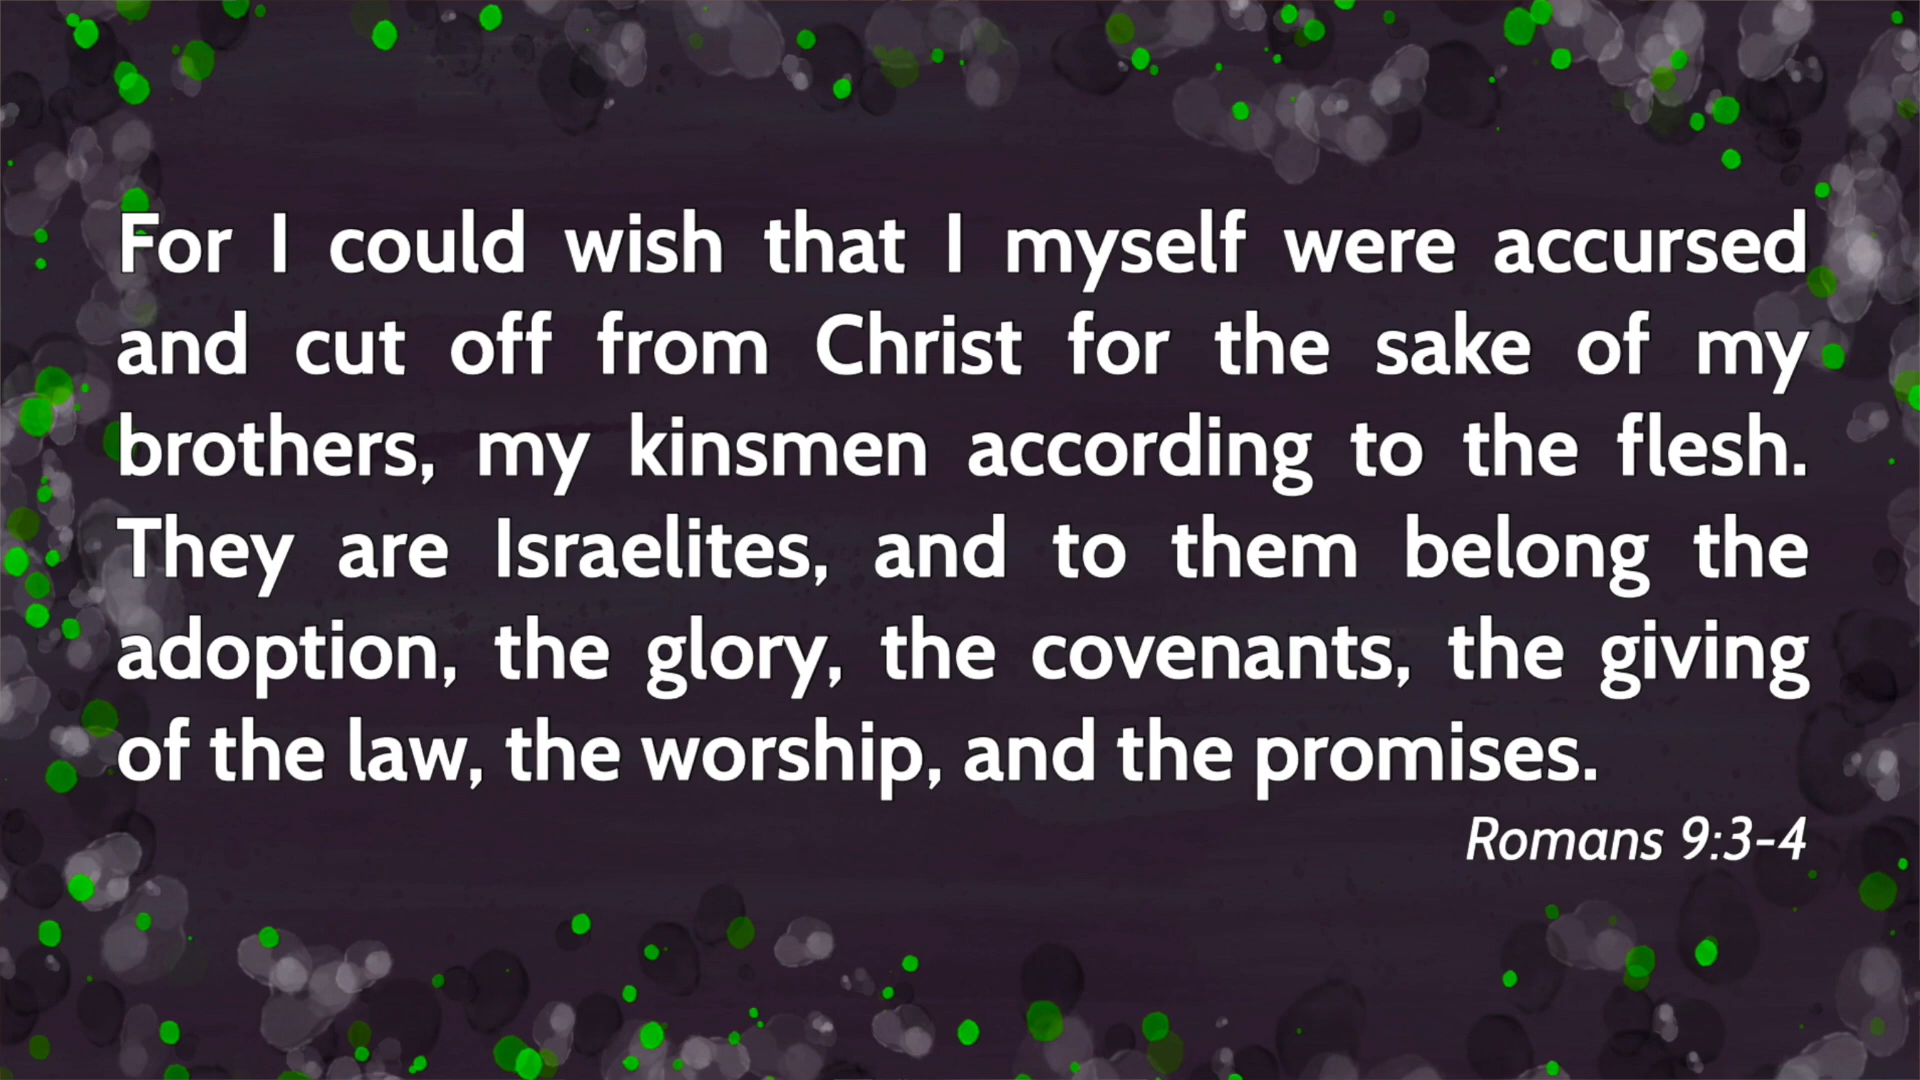 For I could wish that I myself were accursed
and cut off from Christ for the sake of my
brothers, my kinsmen according to the flesh.
They are Israelites, and to them belong the
adoption, the glory, the covenants, the giving
of the law, the worship, and the promises.
Romans 9:3-4